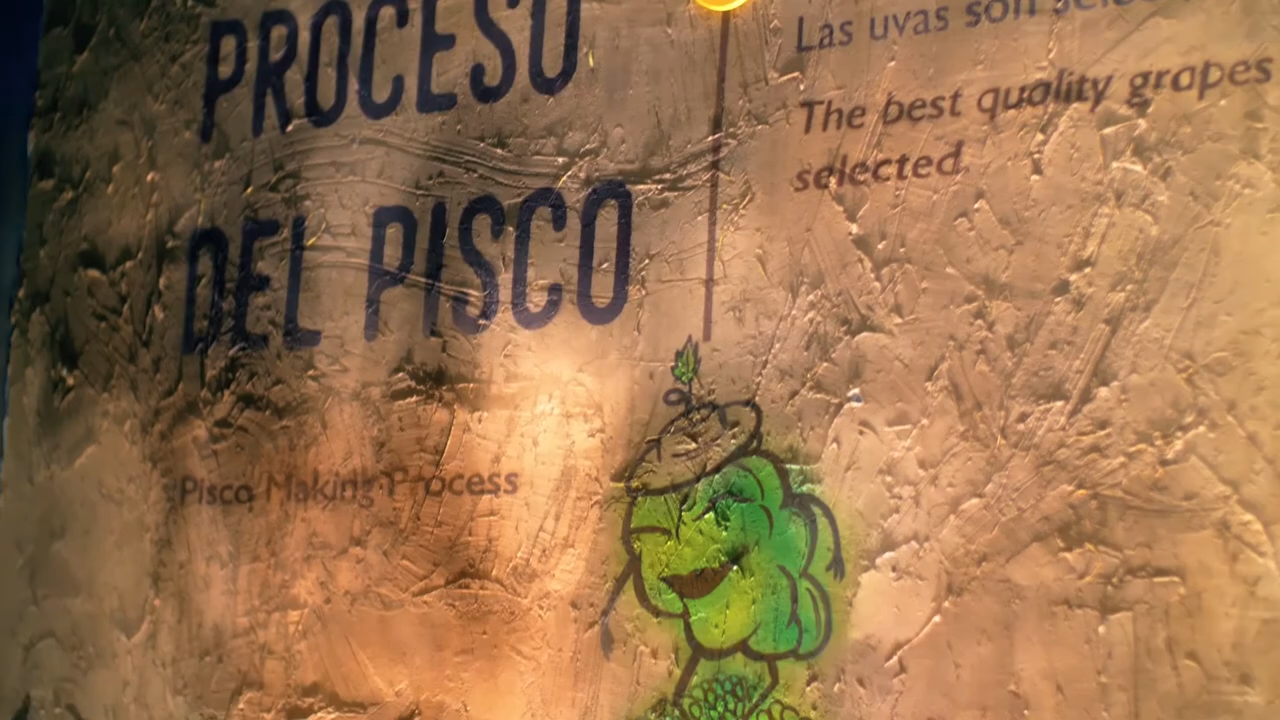 PROCESO
DEL PISCO
Pisco Making Process
Las uvas son
The best quality grapes
selected.